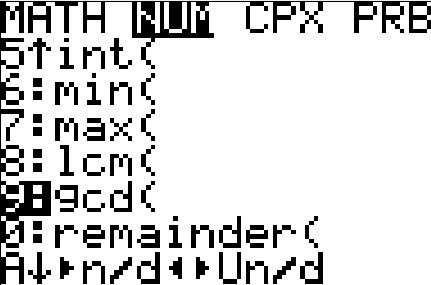 MATH NUM CPX PRB
5↑int(
6:min(
7:max(
8:lcm(
9:gcd(
0:remainder(
A↓▸n/d◂▸Un/d